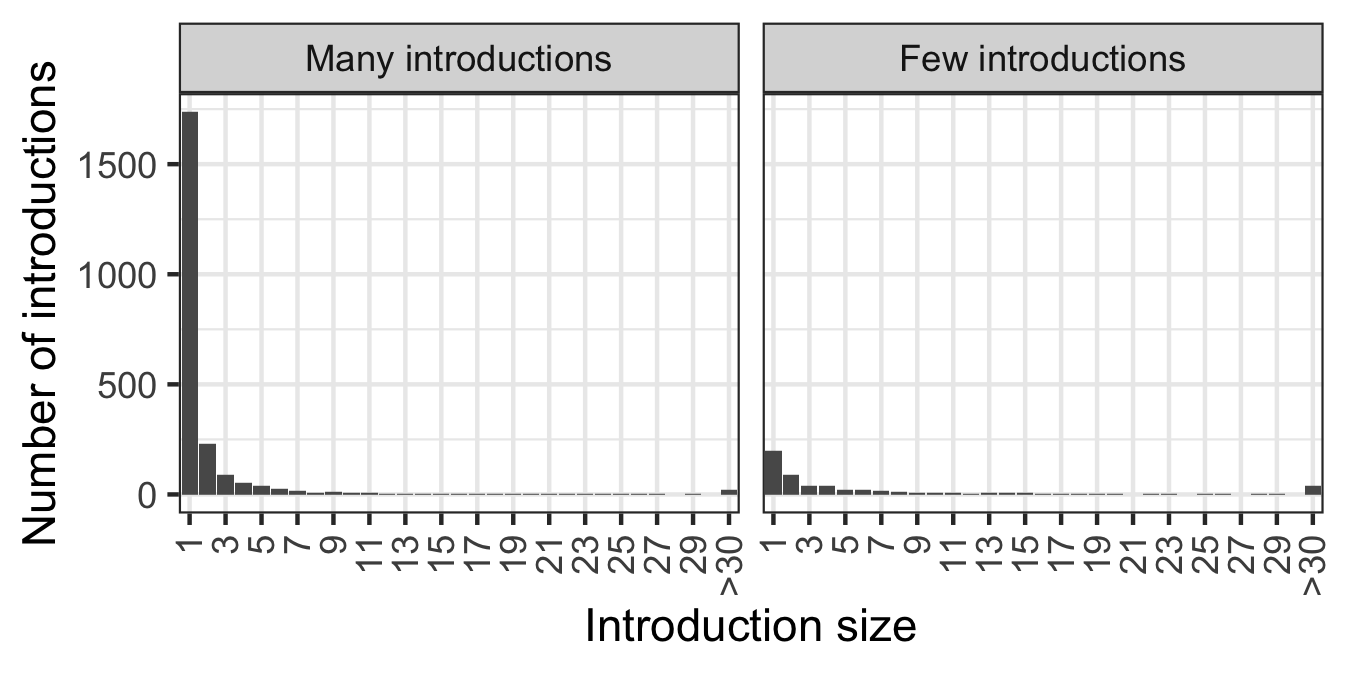 Many introductions
Few introductions
Number of introductions
1500
1000
500
0
1 3 5 7 9 11 13 15 17 19 21 23 25 27 29 >30
1 3 5 7 9 11 13 15 17 19 21 23 25 27 29 >30
Introduction size